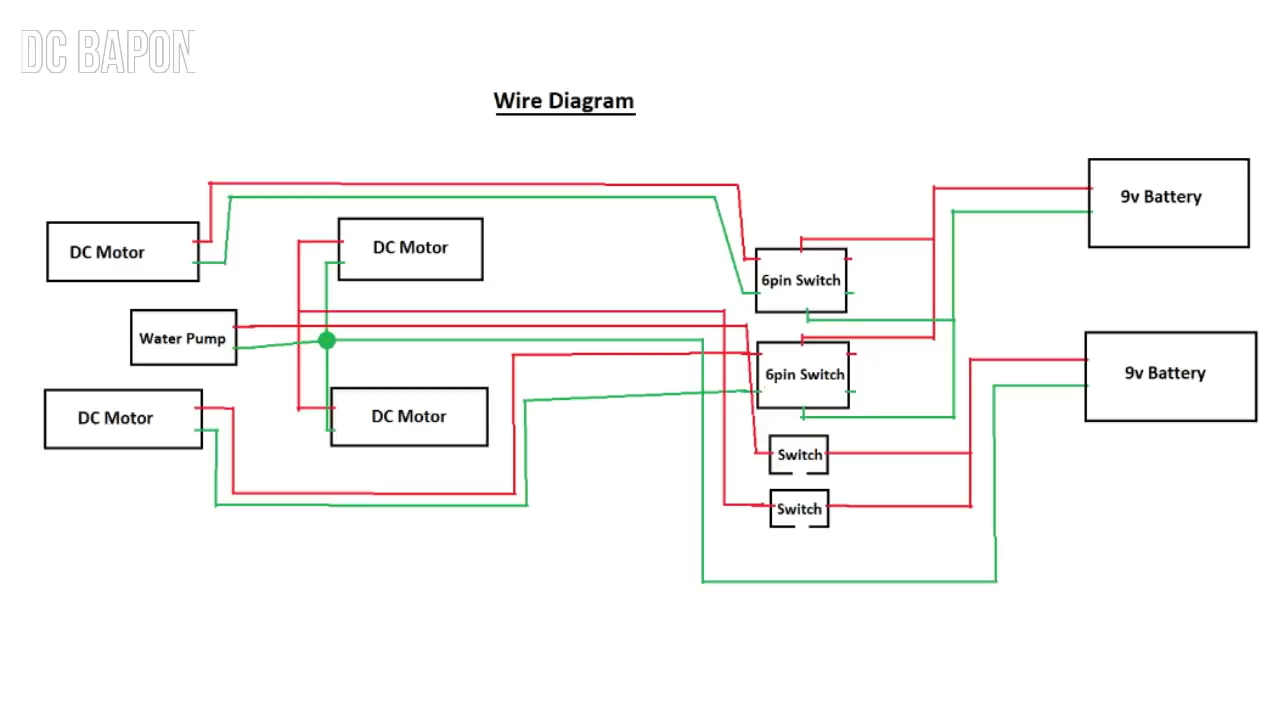 DC BAPON
Wire Diagram
9v Battery
DC Motor
DC Motor
6pin Switch
Water Pump
6pin Switch
9v Battery
DC Motor
DC Motor
Switch
Switch